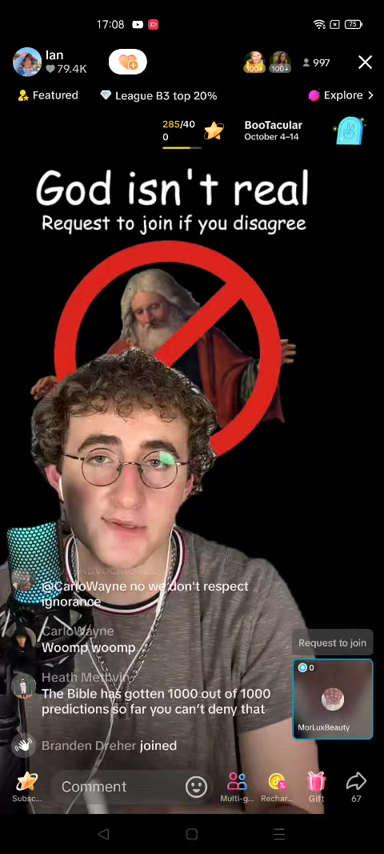 17:08
75
Ian
79.4K
100+
100+
997
Featured
League B3 top 20%
Explore
285/40
0
BooTacular
October 4–14
God isn't real
Request to join if you disagree
@CarloWayne no we don't respect
ignorance
CarloWayne
Woomp woomp
Heath Methvin
The Bible has gotten 1000 out of 1000
predictions so far you can't deny that
Branden Dreher joined
Request to join
0
MorLuxBeauty
Subsc...
Comment
Multi-g...
Rechar...
Gift
67